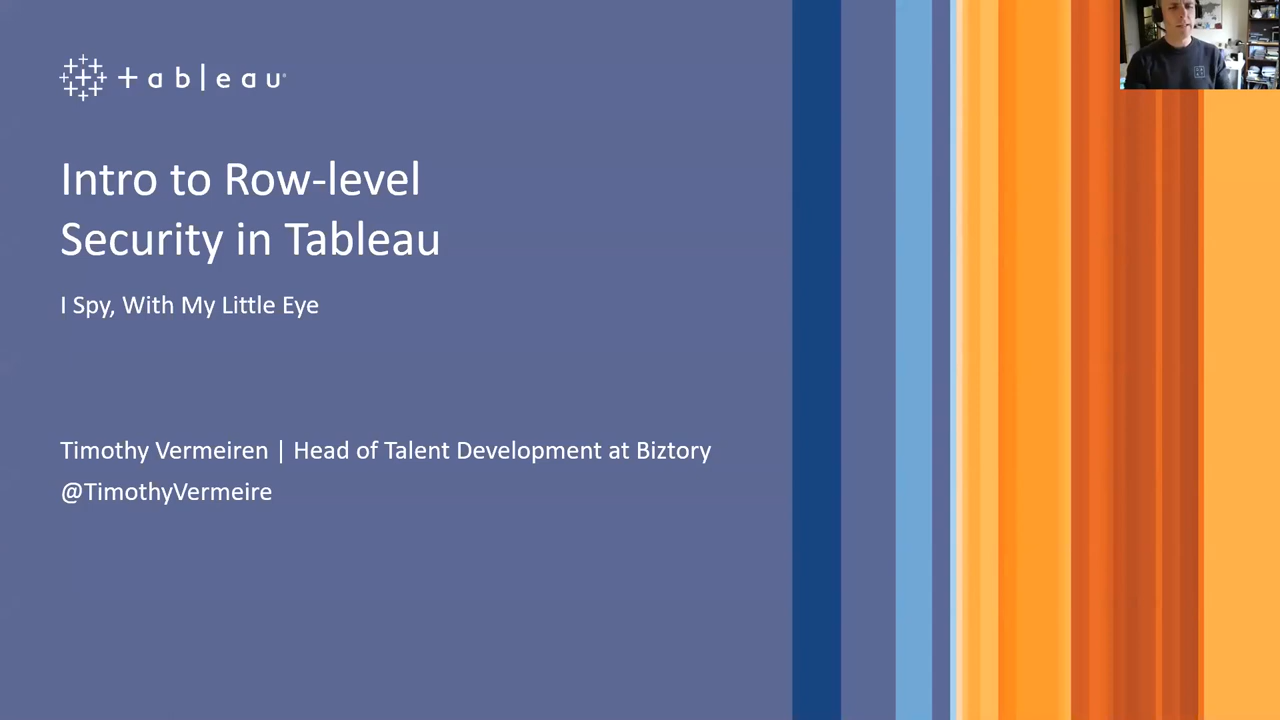 tableau
Intro to Row-level
Security in Tableau
I Spy, With My Little Eye
Timothy Vermeiren | Head of Talent Development at Biztory
@TimothyVermeire